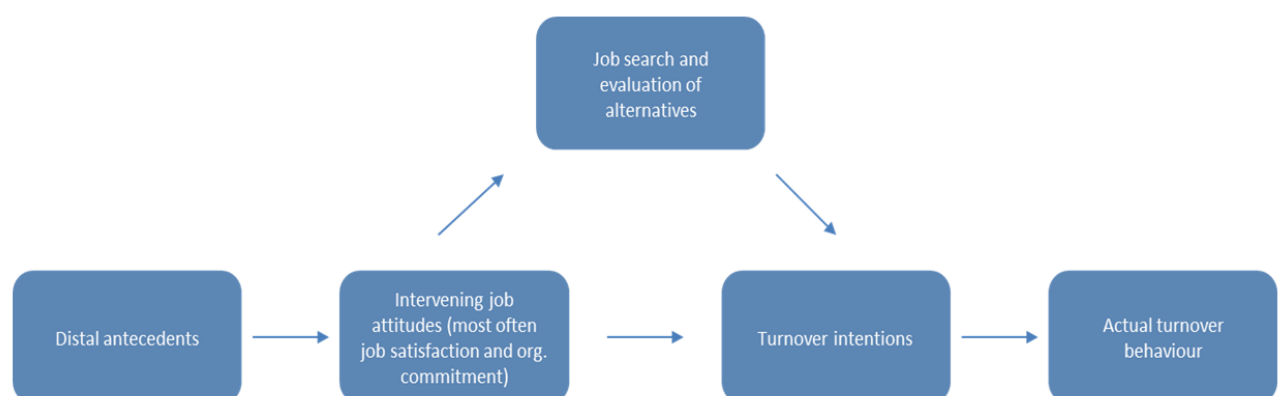 Job search and
evaluation of
alternatives
Distal antecedents
Intervening job
attitudes (most often
job satisfaction and org.
commitment)
Turnover intentions
Actual turnover
behaviour